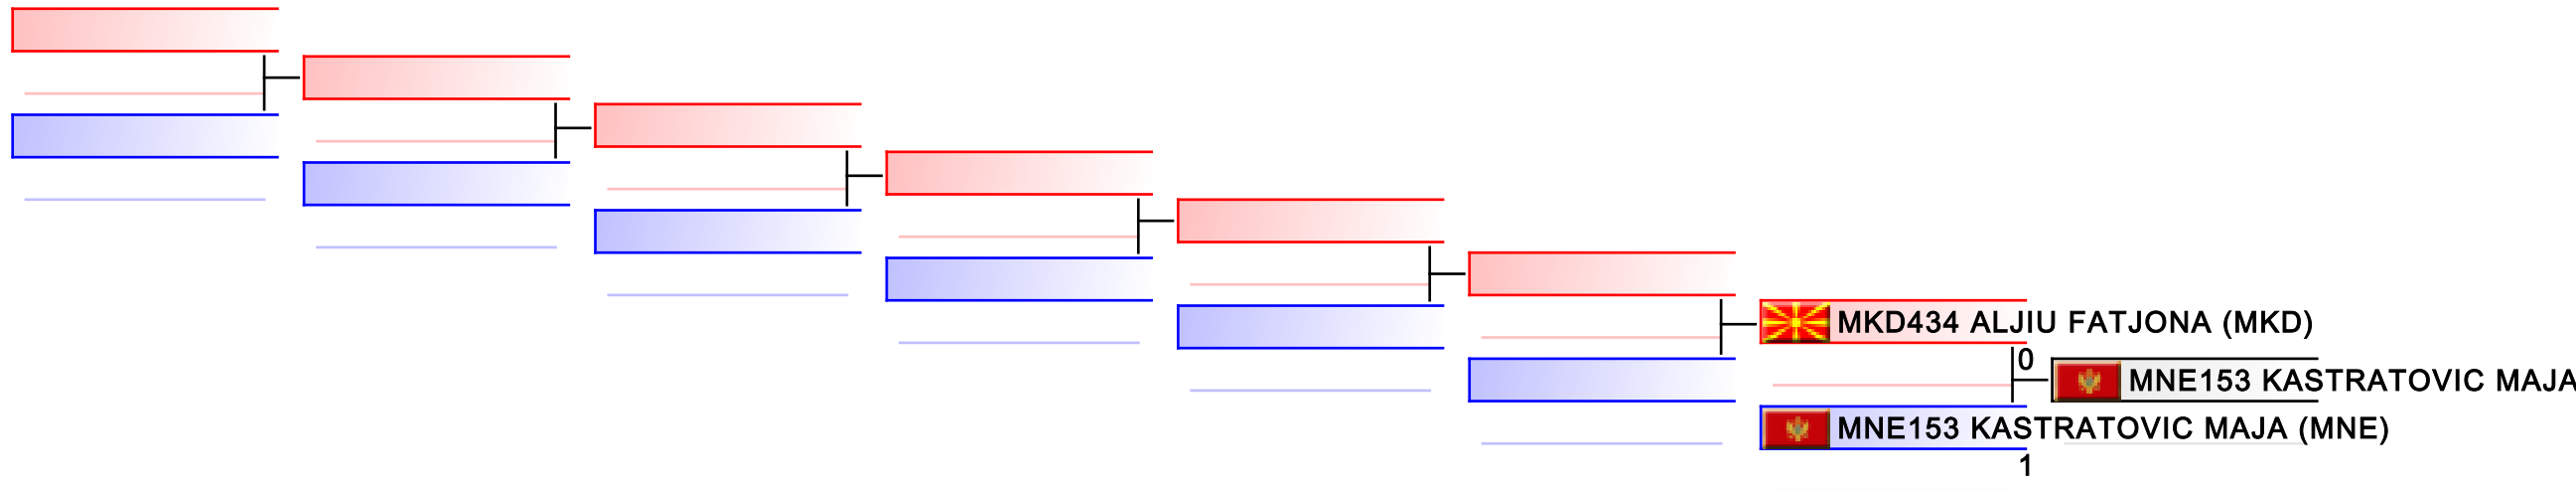 MKD434 ALJIU FATJONA (MKD)
0
MNE153 KASTRATOVIC MAJA
MNE153 KASTRATOVIC MAJA (MNE)
1